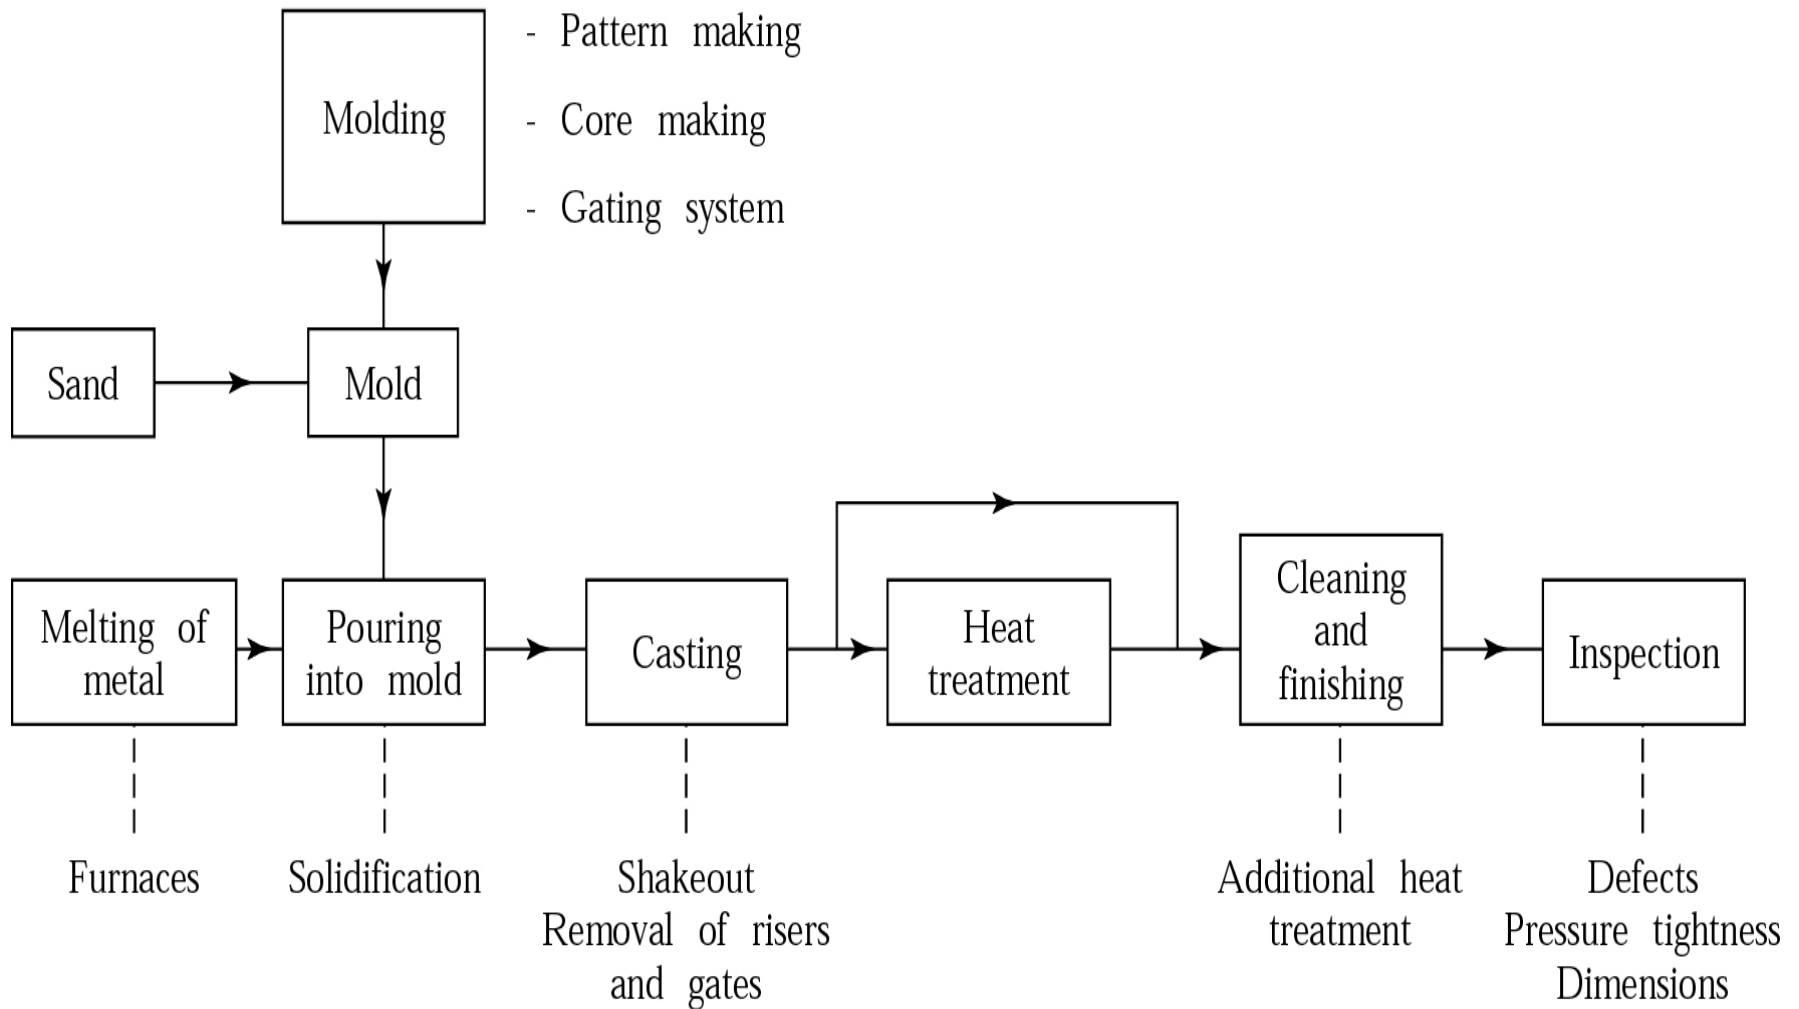 Molding
- Pattern making
- Core making
- Gating system
Sand
Mold
Melting of
metal
Pouring
into mold
Casting
Heat
treatment
Cleaning
and
finishing
Inspection
Furnaces
Solidification
Shakeout
Removal of risers
and gates
Additional heat
treatment
Defects
Pressure tightness
Dimensions